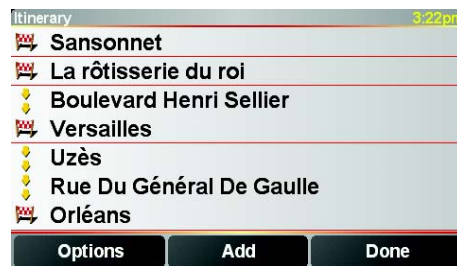 Itinerary 3:22pm
Sansonnet
La rôtisserie du roi
Boulevard Henri Sellier
Versailles
Uzès
Rue Du Général De Gaulle
Orléans
Options Add Done